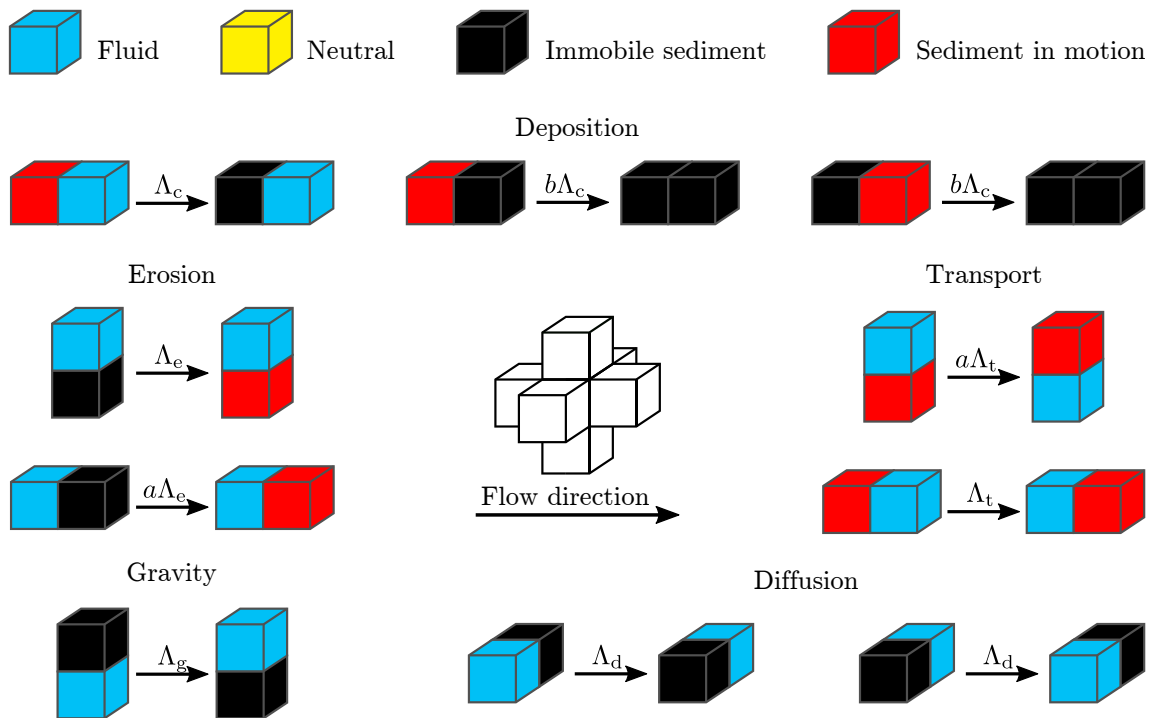 Fluid Neutral Immobile sediment Sediment in motion
Deposition
Λc bΛc bΛc
Erosion Transport
Λe aΛt
aΛe Flow direction Λt
Gravity Diffusion
Λg Λd Λd